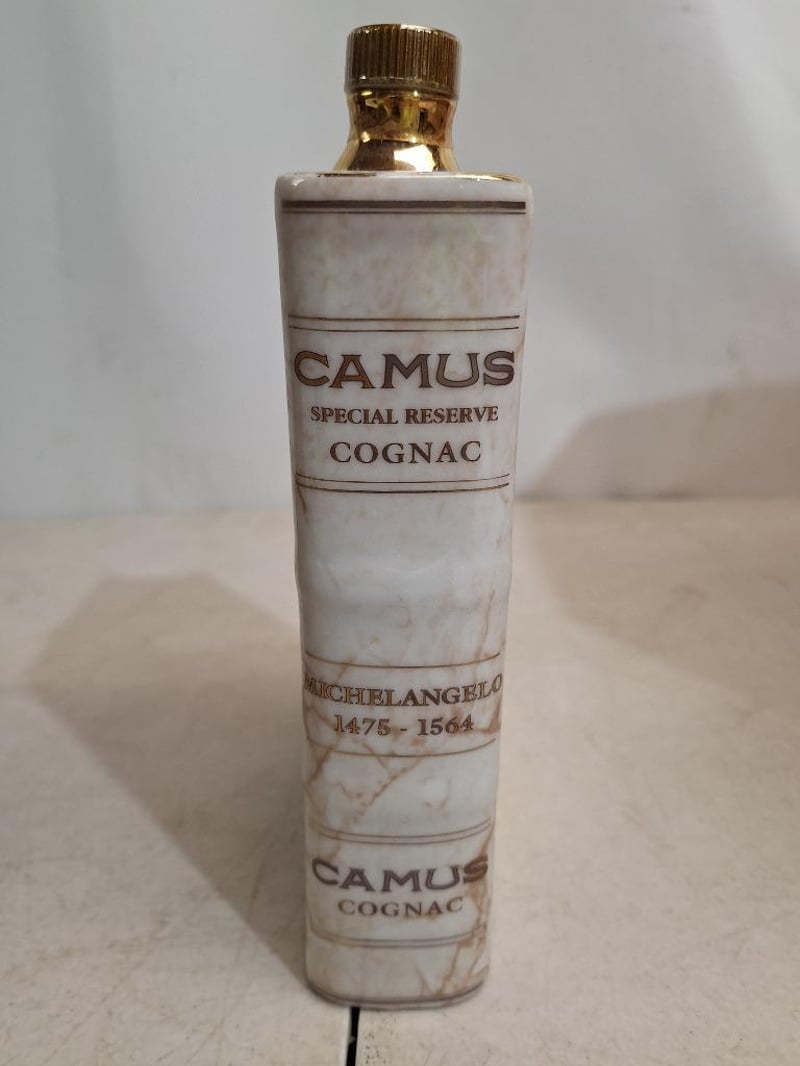 CAMUS
SPECIAL RESERVE
COGNAC
MICHELANGELO
1475 - 1564
CAMUS
COGNAC